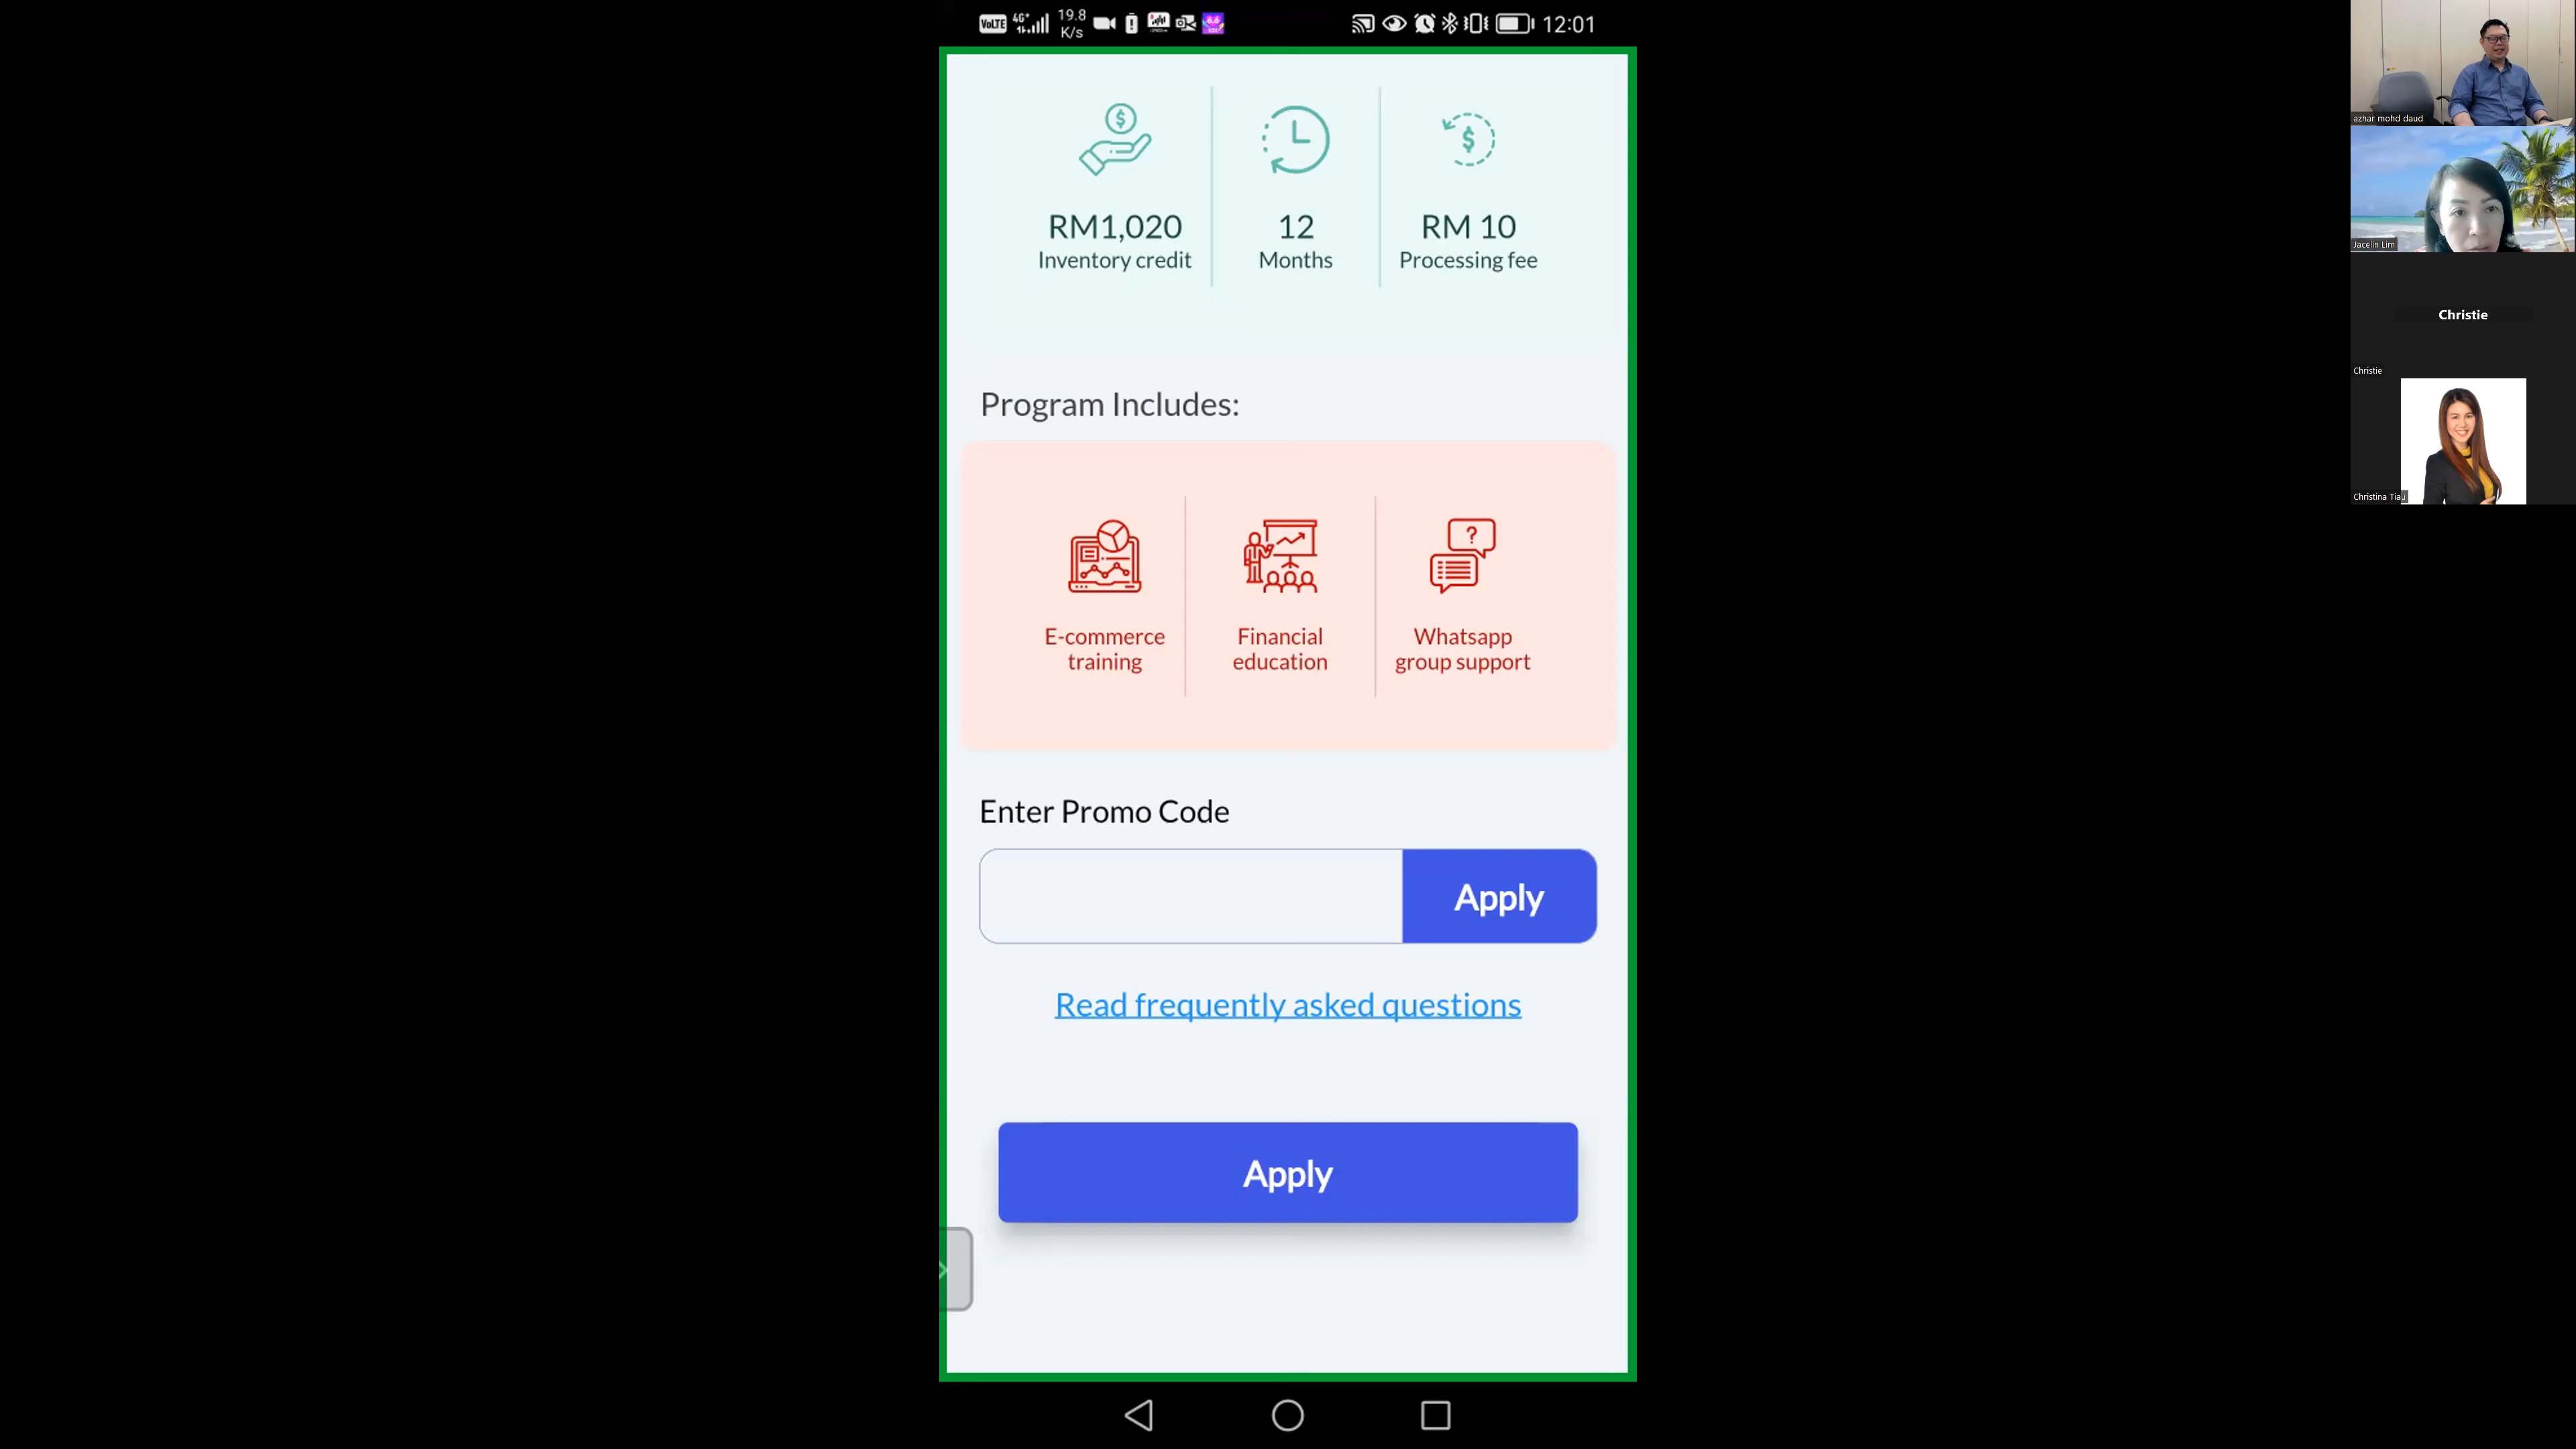 VoLTE 4G+ 19.8 K/s 12:01
RM1,020 12 RM 10
Inventory credit Months Processing fee
Program Includes:
E-commerce training
Financial education
Whatsapp group support
Enter Promo Code
Apply
Read frequently asked questions
Apply
azhar mohd daud
Jacelin Lim
Christie
Christie
Christina Tiau